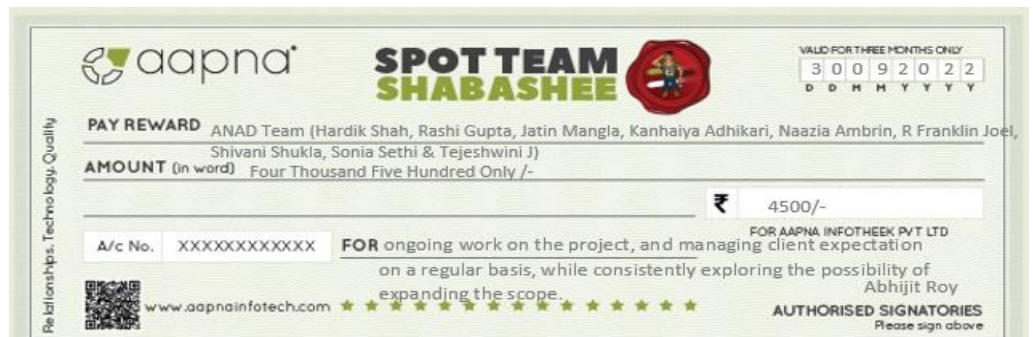 aapna
SPOT TEAM
SHABASHEE
VALID FOR THREE MONTHS ONLY
3 0 0 9 2 0 2 2
D D M M Y Y Y Y
PAY REWARD ANAD Team (Hardik Shah, Rashi Gupta, Jatin Mangla, Kanhaiya Adhikari, Naazia Ambrin, R Franklin Joel,
Shivani Shukla, Sonia Sethi & Tejeshwini J)
AMOUNT (in word) Four Thousand Five Hundred Only /-
₹ 4500/-
FOR AAPNA INFOTHEEK PVT LTD
A/c No. XXXXXXXXXXXX FOR ongoing work on the project, and managing client expectation
on a regular basis, while consistently exploring the possibility of
expanding the scope.
Abhijit Roy
www.aapnainfotech.com
AUTHORISED SIGNATORIES
Please sign above
Relationships. Technology. Quality